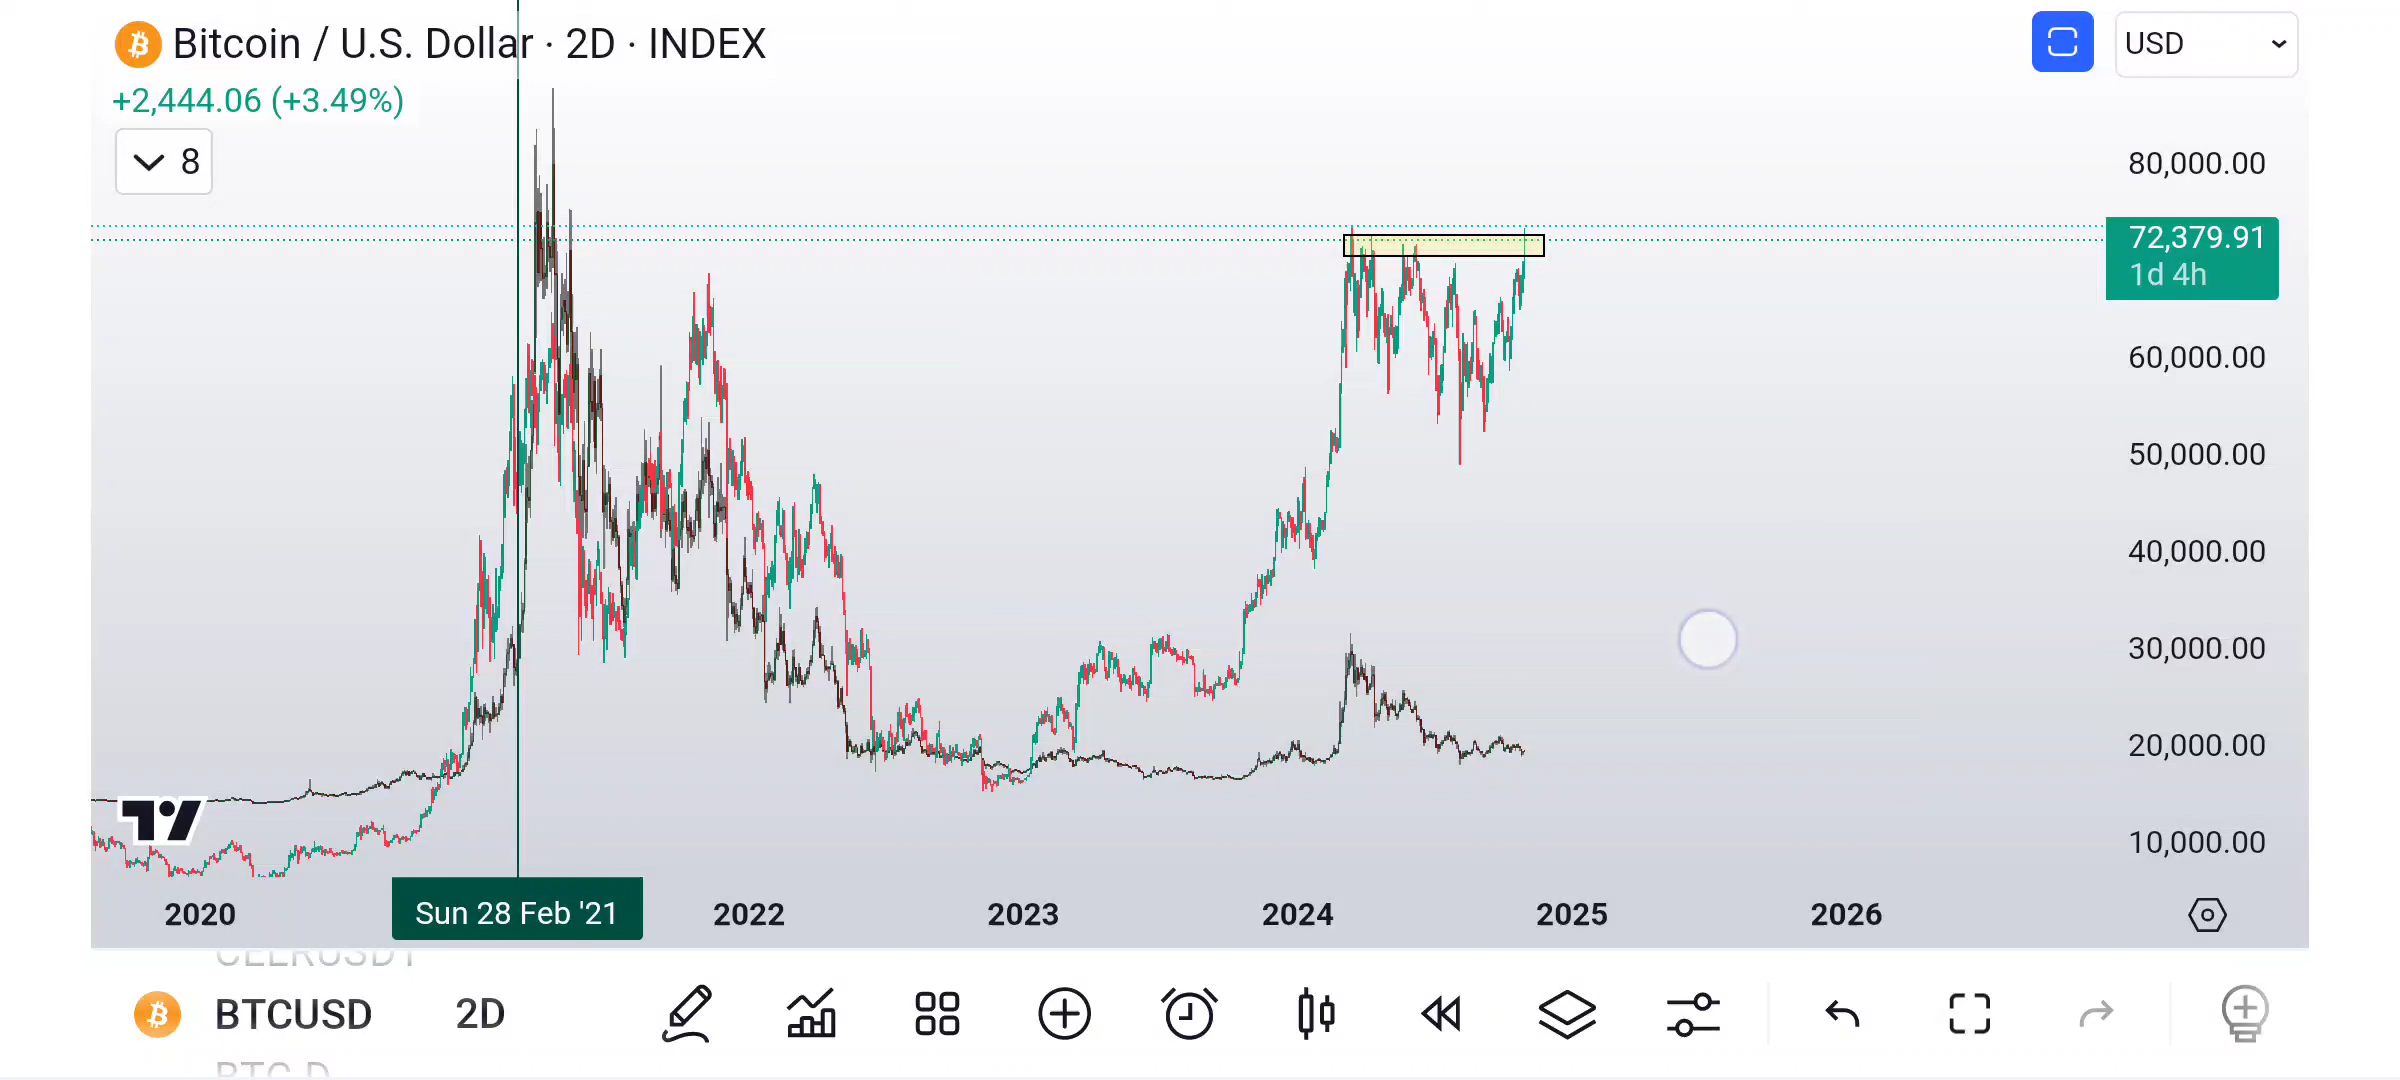 Bitcoin / U.S. Dollar · 2D · INDEX
USD
+2,444.06 (+3.49%)
8
80,000.00
72,379.91
1d 4h
60,000.00
50,000.00
40,000.00
30,000.00
20,000.00
10,000.00
2020
Sun 28 Feb '21
2022
2023
2024
2025
2026
CELRUSDT
BTCUSD 2D
BTC.D